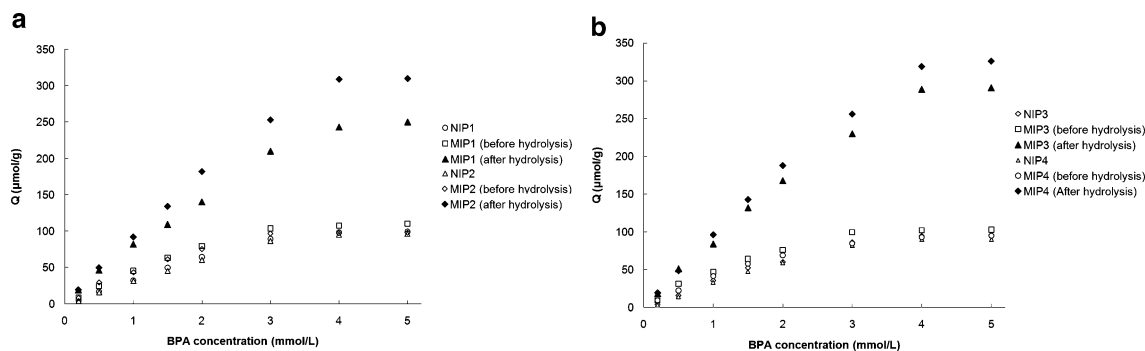 a
350
300
250
200
150
100
50
0
Q (µmol/g)
0 1 2 3 4 5
BPA concentration (mmol/L)
NIP1
MIP1 (before hydrolysis)
MIP1 (after hydrolysis)
NIP2
MIP2 (before hydrolysis)
MIP2 (after hydrolysis)
b
350
300
250
200
150
100
50
0
Q (µmol/g)
0 1 2 3 4 5
BPA concentration (mmol/L)
NIP3
MIP3 (before hydrolysis)
MIP3 (after hydrolysis)
NIP4
MIP4 (before hydrolysis)
MIP4 (After hydrolysis)